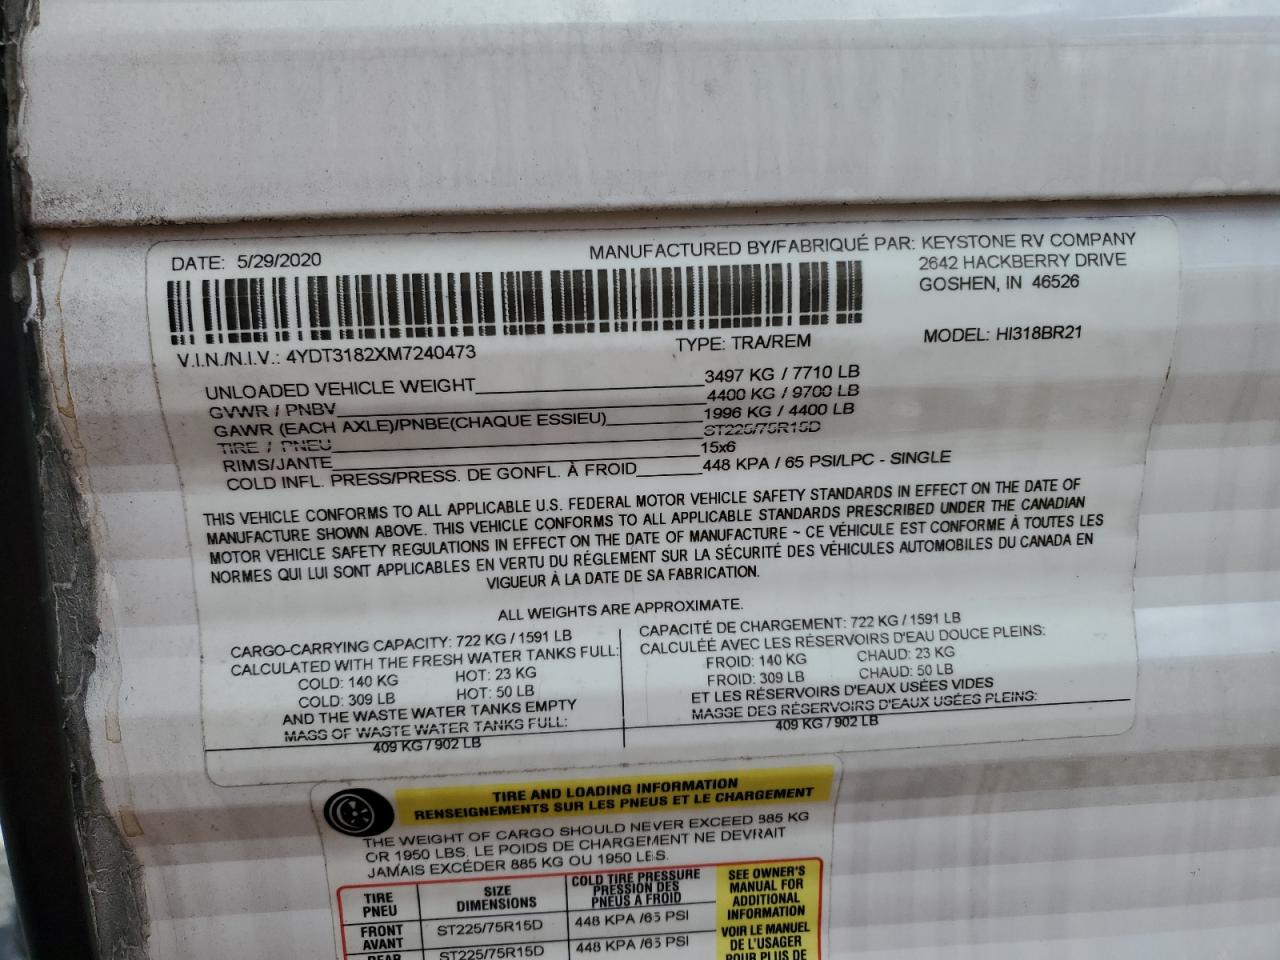 DATE: 5/29/2020
MANUFACTURED BY/FABRIQUÉ PAR: KEYSTONE RV COMPANY
2642 HACKBERRY DRIVE
GOSHEN, IN 46526
V.I.N./N.I.V.: 4YDT3182XM7240473
TYPE: TRA/REM
MODEL: HI318BR21
UNLOADED VEHICLE WEIGHT 3497 KG / 7710 LB
GVWR / PNBV 4400 KG / 9700 LB
GAWR (EACH AXLE)/PNBE(CHAQUE ESSIEU) 1996 KG / 4400 LB
TIRE / PNEU ST225/75R15D
RIMS/JANTE 15x6
COLD INFL. PRESS/PRESS. DE GONFL. À FROID 448 KPA / 65 PSI/LPC - SINGLE
THIS VEHICLE CONFORMS TO ALL APPLICABLE U.S. FEDERAL MOTOR VEHICLE SAFETY STANDARDS IN EFFECT ON THE DATE OF
MANUFACTURE SHOWN ABOVE. THIS VEHICLE CONFORMS TO ALL APPLICABLE STANDARDS PRESCRIBED UNDER THE CANADIAN
MOTOR VEHICLE SAFETY REGULATIONS IN EFFECT ON THE DATE OF MANUFACTURE ~ CE VÉHICULE EST CONFORME À TOUTES LES
NORMES QUI LUI SONT APPLICABLES EN VERTU DU RÉGLEMENT SUR LA SÉCURITÉ DES VÉHICULES AUTOMOBILES DU CANADA EN
VIGUEUR À LA DATE DE SA FABRICATION.
ALL WEIGHTS ARE APPROXIMATE.
CARGO-CARRYING CAPACITY: 722 KG / 1591 LB
CALCULATED WITH THE FRESH WATER TANKS FULL:
COLD: 140 KG HOT: 23 KG
COLD: 309 LB HOT: 50 LB
AND THE WASTE WATER TANKS EMPTY
MASS OF WASTE WATER TANKS FULL:
409 KG / 902 LB
CAPACITÉ DE CHARGEMENT: 722 KG / 1591 LB
CALCULÉE AVEC LES RÉSERVOIRS D'EAU DOUCE PLEINS:
FROID: 140 KG CHAUD: 23 KG
FROID: 309 LB CHAUD: 50 LB
ET LES RÉSERVOIRS D'EAUX USÉES VIDES
MASSE DES RÉSERVOIRS D'EAUX USÉES PLEINS:
409 KG / 902 LB
TIRE AND LOADING INFORMATION
RENSEIGNEMENTS SUR LES PNEUS ET LE CHARGEMENT
THE WEIGHT OF CARGO SHOULD NEVER EXCEED 885 KG
OR 1950 LBS. LE POIDS DE CHARGEMENT NE DEVRAIT
JAMAIS EXCÉDER 885 KG OU 1950 LBS.
TIRE
PNEU
SIZE
DIMENSIONS
COLD TIRE PRESSURE
PRESSION DES
PNEUS A FROID
FRONT
AVANT
ST225/75R15D
448 KPA /65 PSI
REAR
ST225/75R15D
448 KPA /65 PSI
SEE OWNER'S
MANUAL FOR
ADDITIONAL
INFORMATION
VOIR LE MANUEL
DE L'USAGER
POUR PLUS DE